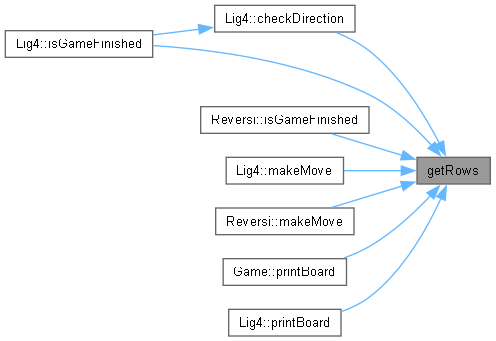 Lig4::checkDirection
Lig4::isGameFinished
Reversi::isGameFinished
Lig4::makeMove
getRows
Reversi::makeMove
Game::printBoard
Lig4::printBoard